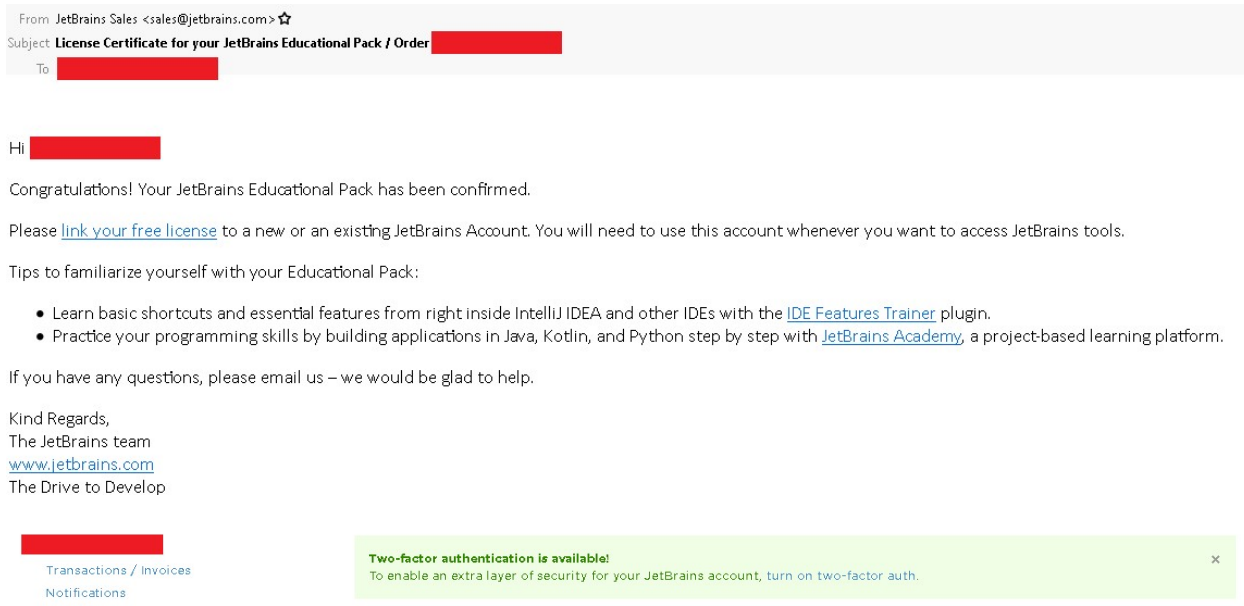 From JetBrains Sales <sales@jetbrains.com>
Subject License Certificate for your JetBrains Educational Pack / Order
To
Hi
Congratulations! Your JetBrains Educational Pack has been confirmed.
Please link your free license to a new or an existing JetBrains Account. You will need to use this account whenever you want to access JetBrains tools.
Tips to familiarize yourself with your Educational Pack:
● Learn basic shortcuts and essential features from right inside IntelliJ IDEA and other IDEs with the IDE Features Trainer plugin.
● Practice your programming skills by building applications in Java, Kotlin, and Python step by step with JetBrains Academy, a project-based learning platform.
If you have any questions, please email us – we would be glad to help.
Kind Regards,
The JetBrains team
www.jetbrains.com
The Drive to Develop
Transactions / Invoices
Notifications
Two-factor authentication is available!
To enable an extra layer of security for your JetBrains account, turn on two-factor auth.